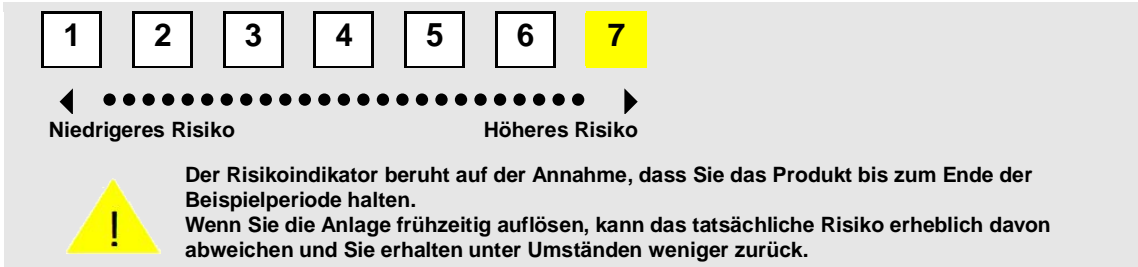 1 2 3 4 5 6 7
Niedrigeres Risiko Höheres Risiko
Der Risikoindikator beruht auf der Annahme, dass Sie das Produkt bis zum Ende der
Beispielperiode halten.
Wenn Sie die Anlage frühzeitig auflösen, kann das tatsächliche Risiko erheblich davon
abweichen und Sie erhalten unter Umständen weniger zurück.
!